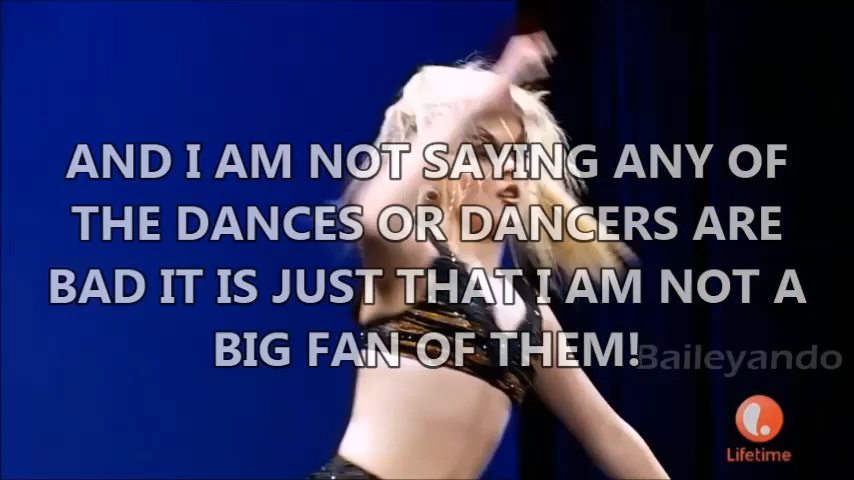 AND I AM NOT SAYING ANY OF
THE DANCES OR DANCERS ARE
BAD IT IS JUST THAT I AM NOT A
BIG FAN OF THEM!
Baileyando
Lifetime